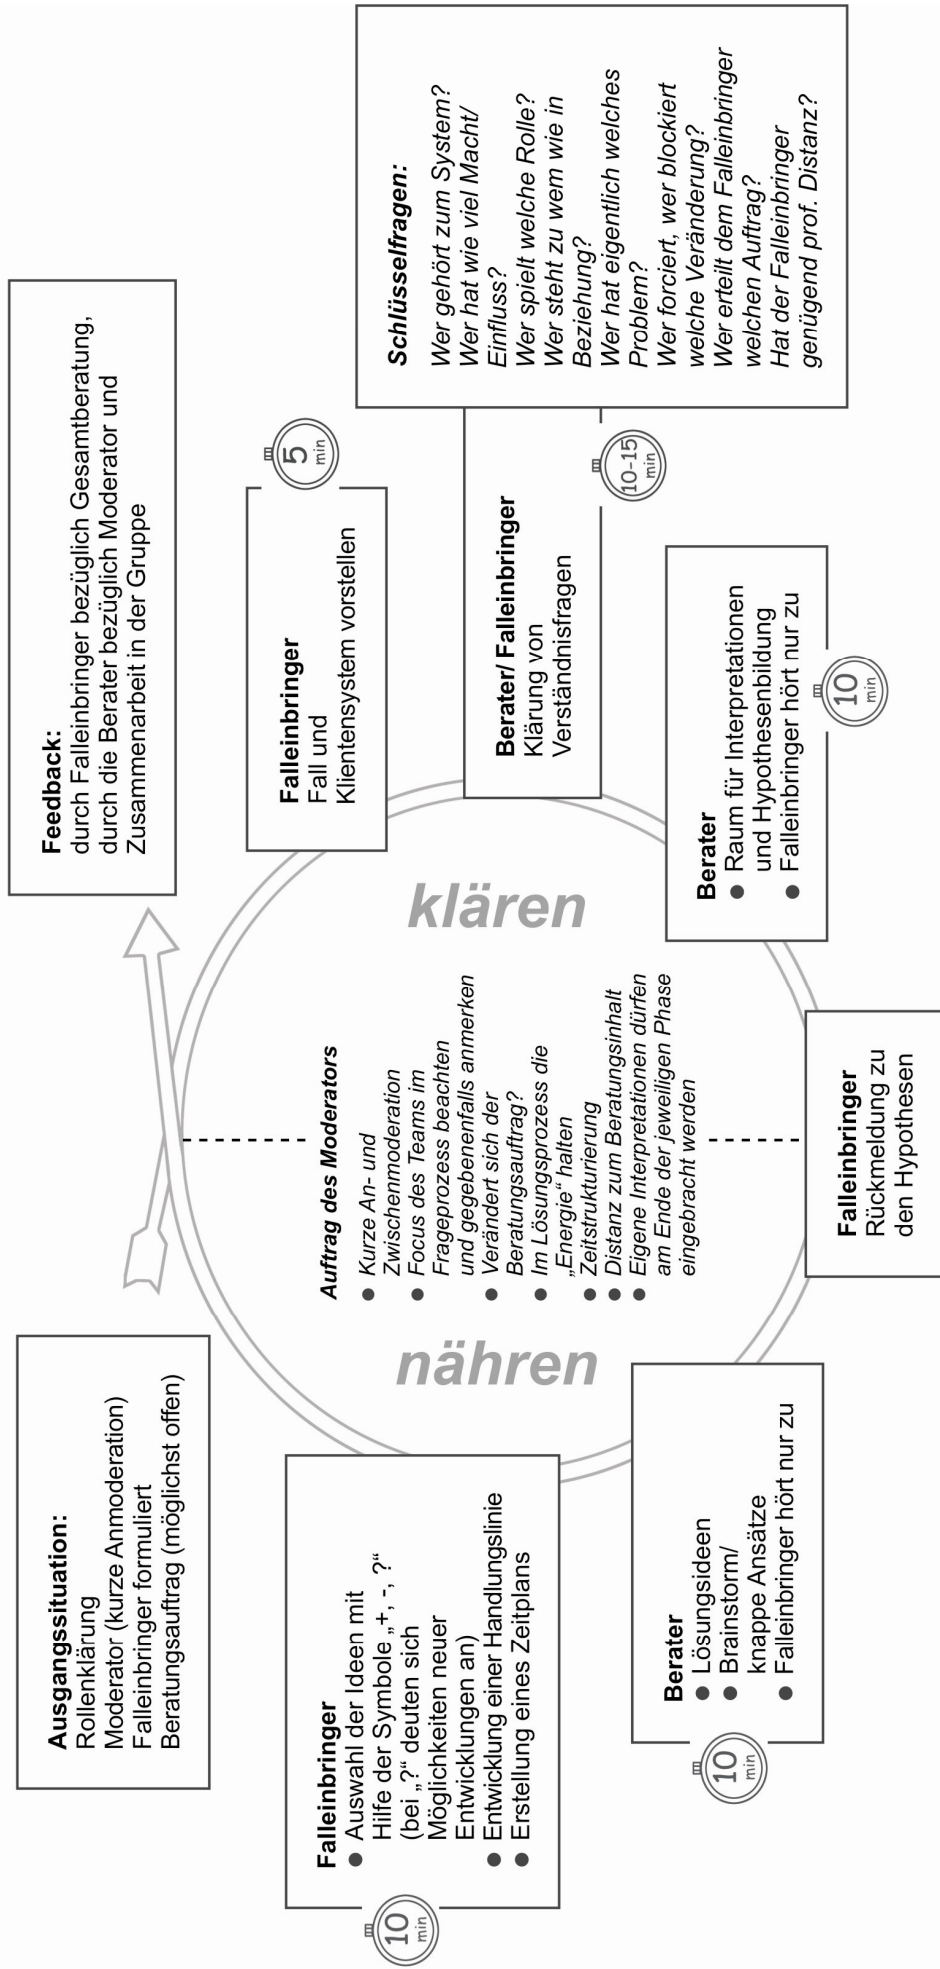 Ausgangssituation:
Rollenklärung
Moderator (kurze Anmoderation)
Falleinbringer formuliert
Beratungsauftrag (möglichst offen)
Feedback:
durch Falleinbringer bezüglich Gesamtberatung,
durch die Berater bezüglich Moderator und
Zusammenarbeit in der Gruppe
Falleinbringer
Fall und
Klientensystem vorstellen
5
min
Berater/ Falleinbringer
Klärung von
Verständnisfragen
10-15
min
Schlüsselfragen:
Wer gehört zum System?
Wer hat wie viel Macht/
Einfluss?
Wer spielt welche Rolle?
Wer steht zu wem wie in
Beziehung?
Wer hat eigentlich welches
Problem?
Wer forciert, wer blockiert
welche Veränderung?
Wer erteilt dem Falleinbringer
welchen Auftrag?
Hat der Falleinbringer
genügend prof. Distanz?
Berater
● Raum für Interpretationen
und Hypothesenbildung
● Falleinbringer hört nur zu
10
min
Falleinbringer
Rückmeldung zu
den Hypothesen
Berater
● Lösungsideen
● Brainstorm/
knappe Ansätze
● Falleinbringer hört nur zu
10
min
Falleinbringer
● Auswahl der Ideen mit
Hilfe der Symbole „+, -, ?“
(bei „?“ deuten sich
Möglichkeiten neuer
Entwicklungen an)
● Entwicklung einer Handlungslinie
● Erstellung eines Zeitplans
10
min
nähren
klären
Auftrag des Moderators
● Kurze An- und
Zwischenmoderation
● Focus des Teams im
Frageprozess beachten
und gegebenenfalls anmerken
● Verändert sich der
Beratungsauftrag?
● Im Lösungsprozess die
„Energie“ halten
● Zeitstrukturierung
● Distanz zum Beratungsinhalt
● Eigene Interpretationen dürfen
am Ende der jeweiligen Phase
eingebracht werden